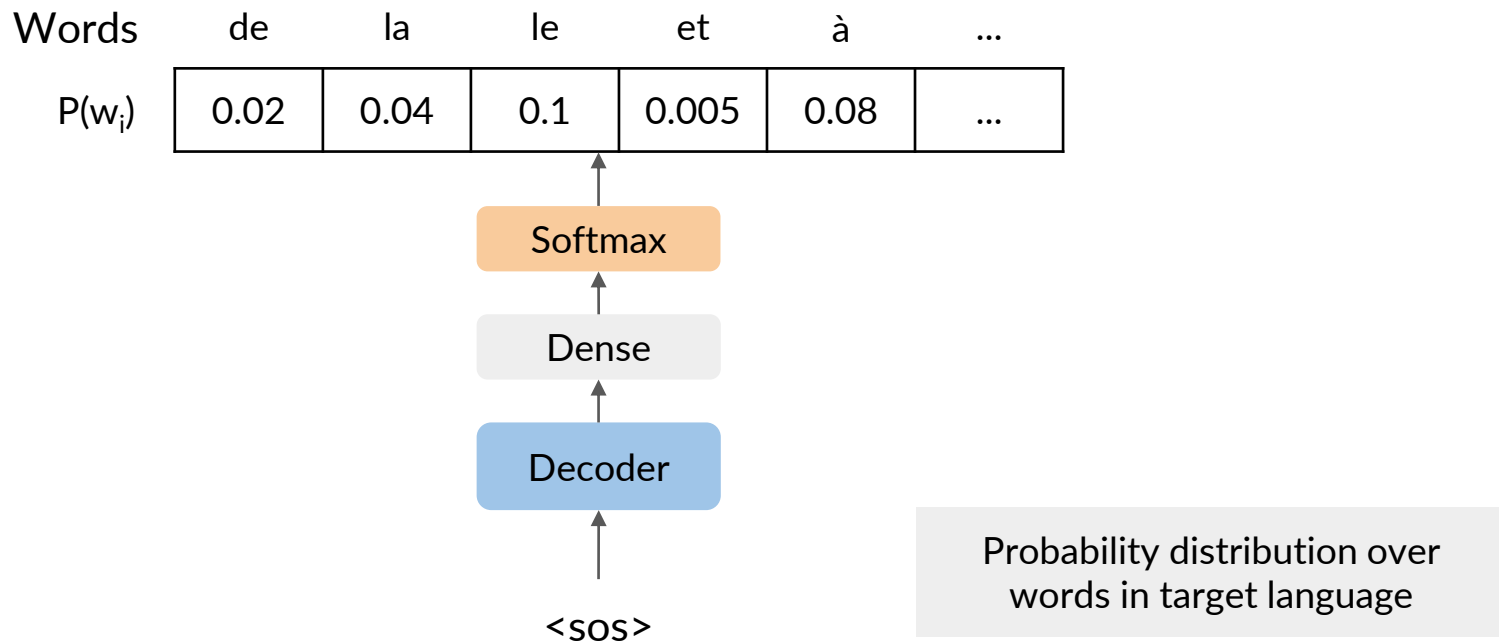 Words de la le et à ...
P(wᵢ) 0.02 0.04 0.1 0.005 0.08 ...
Softmax
Dense
Decoder
<sos>
Probability distribution over
words in target language